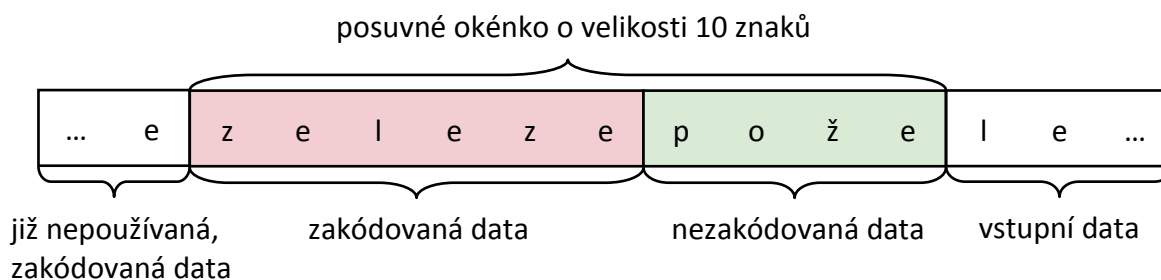 posuvné okénko o velikosti 10 znaků
… e z e l e z e p o ž e l e …
již nepoužívaná, zakódovaná data nezakódovaná data vstupní data
zakódovaná data